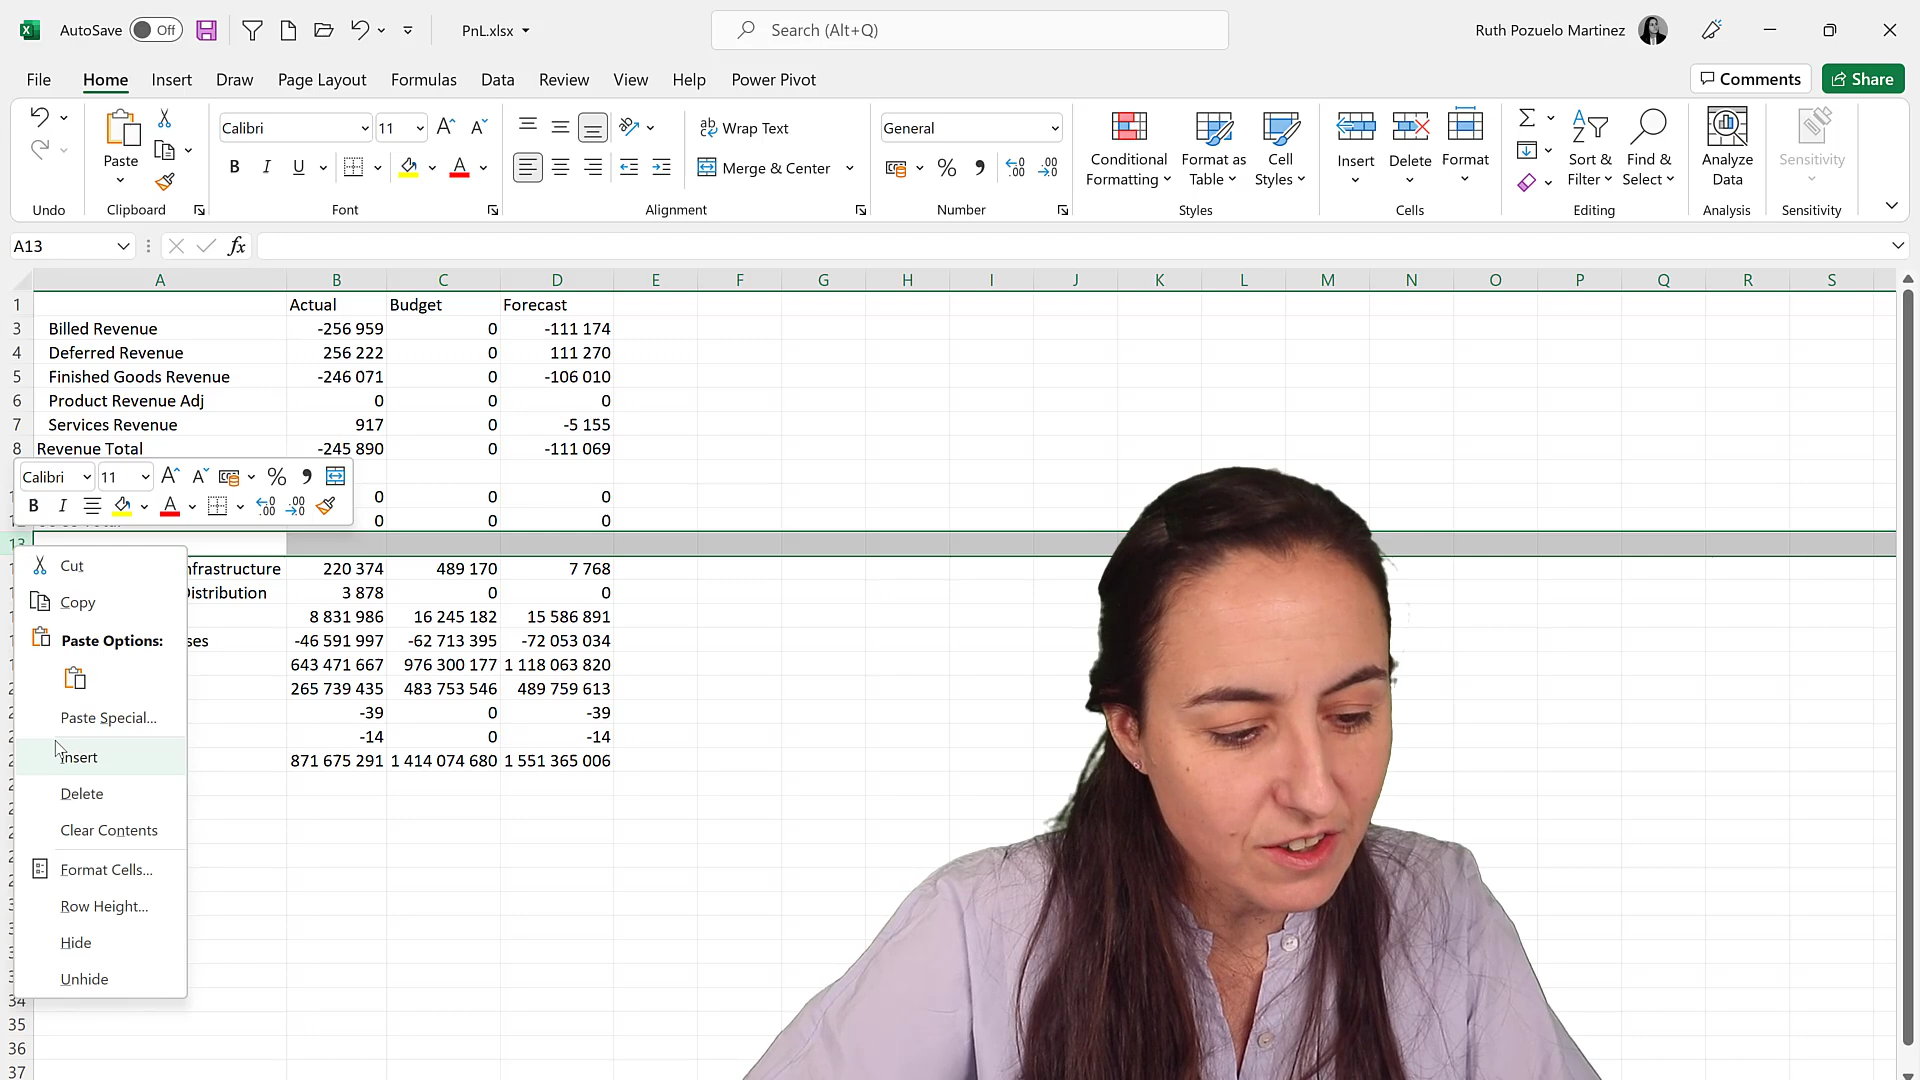 AutoSave Off PnL.xlsx Search (Alt+Q) Ruth Pozuelo Martinez
File Home Insert Draw Page Layout Formulas Data Review View Help Power Pivot Comments Share
Calibri 11 Wrap Text General
Paste B I U Merge & Center % Conditional Formatting Format as Table Cell Styles Insert Delete Format Sort & Filter Find & Select Analyze Data Sensitivity
Undo Clipboard Font Alignment Number Styles Cells Editing Analysis Sensitivity
A13 fx
A B C D E F G H I J K L M N O P Q R S
1 Actual Budget Forecast
3 Billed Revenue -256 959 0 -111 174
4 Deferred Revenue 256 222 0 111 270
5 Finished Goods Revenue -246 071 0 -106 010
6 Product Revenue Adj 0 0 0
7 Services Revenue 917 0 -5 155
8 Revenue Total -245 890 0 -111 069
Calibri 11 %
0 0 0
B I
0 0 0
13
Cut
nfrastructure 220 374 489 170 7 768
Distribution 3 878 0 0
Copy
8 831 986 16 245 182 15 586 891
Paste Options:
ses -46 591 997 -62 713 395 -72 053 034
643 471 667 976 300 177 1 118 063 820
265 739 435 483 753 546 489 759 613
Paste Special...
-39 0 -39
-14 0 -14
Insert
871 675 291 1 414 074 680 1 551 365 006
Delete
Clear Contents
Format Cells...
Row Height...
Hide
Unhide
34
35
36
37